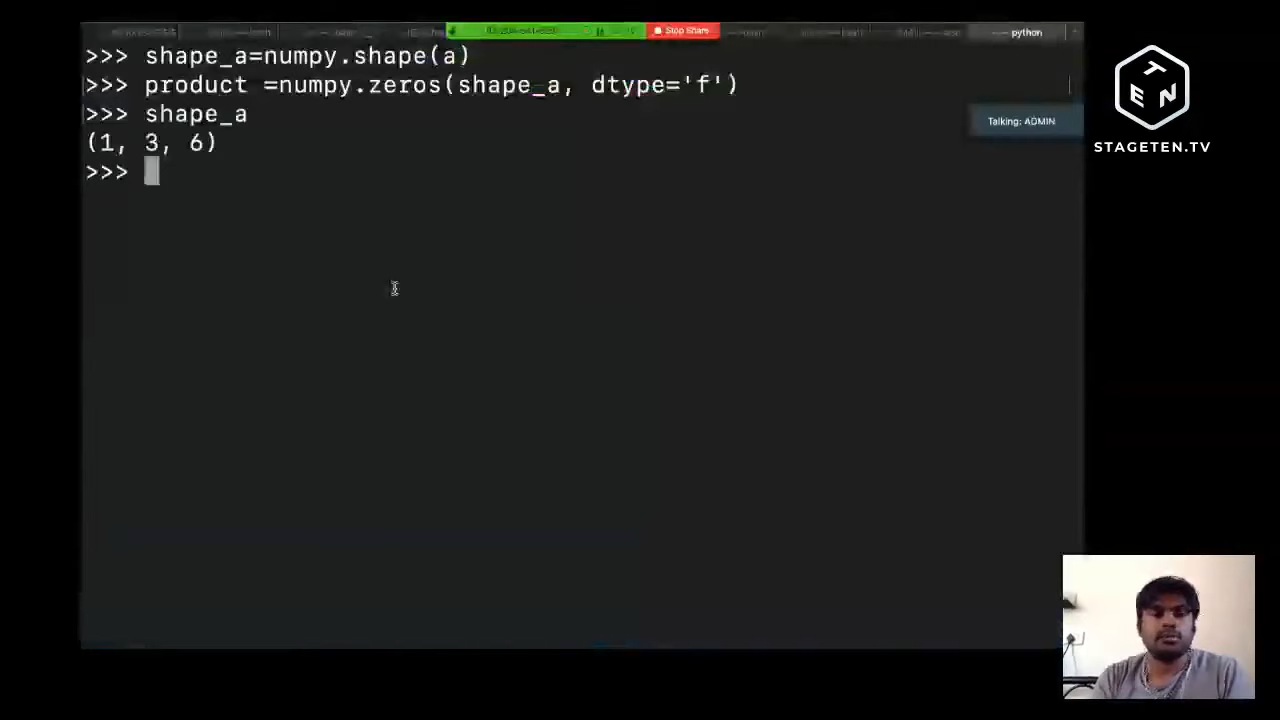 Stop Share
python
>>> shape_a=numpy.shape(a)
>>> product =numpy.zeros(shape_a, dtype='f')
>>> shape_a
(1, 3, 6)
>>>
Talking: ADMIN
TEN
STAGETEN.TV